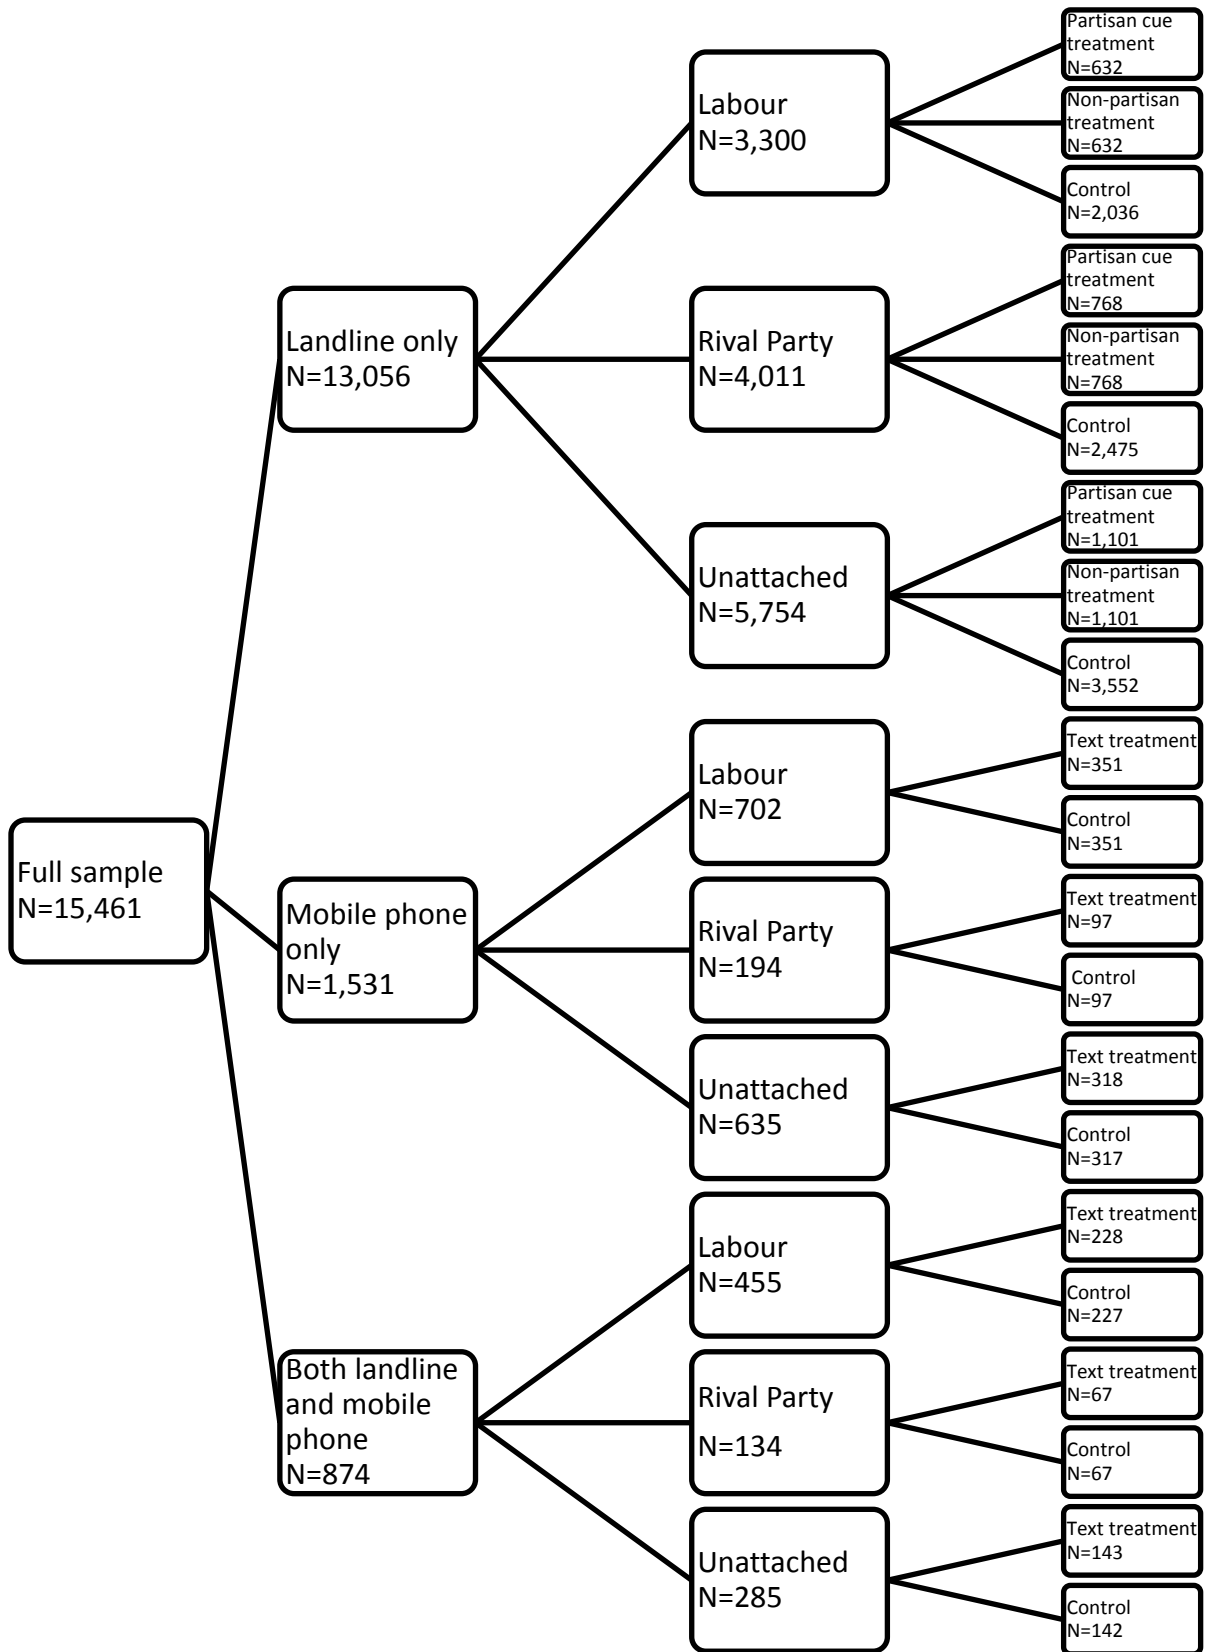 Full sample
N=15,461
Landline only
N=13,056
Labour
N=3,300
Partisan cue
treatment
N=632
Non-partisan
treatment
N=632
Control
N=2,036
Rival Party
N=4,011
Partisan cue
treatment
N=768
Non-partisan
treatment
N=768
Control
N=2,475
Unattached
N=5,754
Partisan cue
treatment
N=1,101
Non-partisan
treatment
N=1,101
Control
N=3,552
Mobile phone
only
N=1,531
Labour
N=702
Text treatment
N=351
Control
N=351
Rival Party
N=194
Text treatment
N=97
Control
N=97
Unattached
N=635
Text treatment
N=318
Control
N=317
Both landline
and mobile
phone
N=874
Labour
N=455
Text treatment
N=228
Control
N=227
Rival Party
N=134
Text treatment
N=67
Control
N=67
Unattached
N=285
Text treatment
N=143
Control
N=142